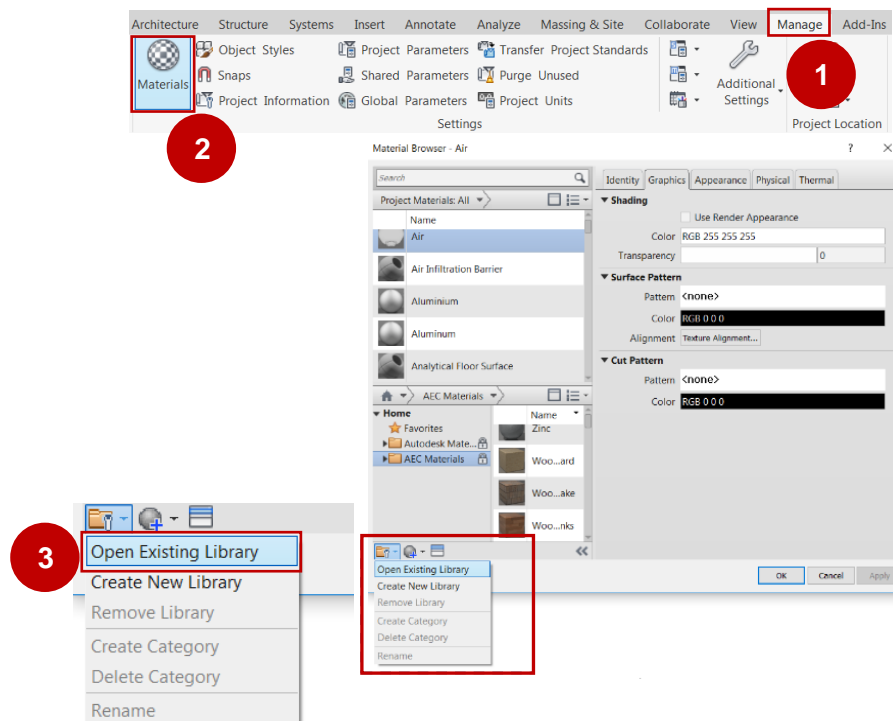 Architecture Structure Systems Insert Annotate Analyze Massing & Site Collaborate View Manage Add-Ins
Materials
Object Styles
Snaps
Project Information
Project Parameters
Shared Parameters
Global Parameters
Transfer Project Standards
Purge Unused
Project Units
Additional
Settings
Settings
Project Location
1
2
Material Browser - Air
? X
Search
Project Materials: All
Name
Air
Air Infiltration Barrier
Aluminium
Aluminum
Analytical Floor Surface
AEC Materials
Home
Favorites
Autodesk Mate...
AEC Materials
Name
Zinc
Woo...ard
Woo...ake
Woo...nks
Identity Graphics Appearance Physical Thermal
Shading
Use Render Appearance
Color RGB 255 255 255
Transparency 0
Surface Pattern
Pattern <none>
Color RGB 0 0 0
Alignment Texture Alignment...
Cut Pattern
Pattern <none>
Color RGB 0 0 0
Open Existing Library
Create New Library
Remove Library
Create Category
Delete Category
Rename
OK Cancel Apply
3
Open Existing Library
Create New Library
Remove Library
Create Category
Delete Category
Rename